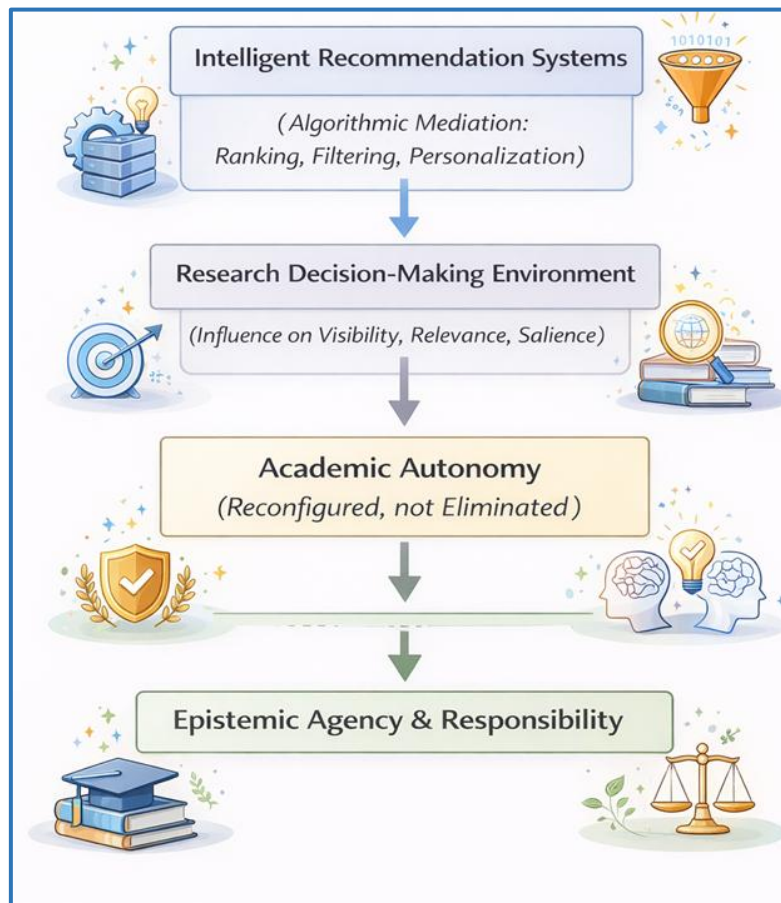 Intelligent Recommendation Systems
1010101
(Algorithmic Mediation:
Ranking, Filtering, Personalization)
Research Decision-Making Environment
(Influence on Visibility, Relevance, Salience)
Academic Autonomy
(Reconfigured, not Eliminated)
Epistemic Agency & Responsibility